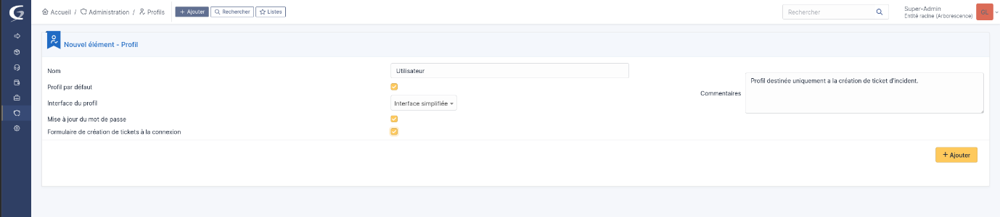 Accueil / Administration / Profils
+ Ajouter
Rechercher
Listes
Rechercher
Super-Admin
Entité racine (Arborescence)
GL
Nouvel élément - Profil
Nom
Utilisateur
Profil par défaut
Interface du profil
Interface simplifiée
Mise à jour du mot de passe
Formulaire de création de tickets à la connexion
Commentaires
Profil destinée uniquement a la création de ticket d'incident.
+ Ajouter